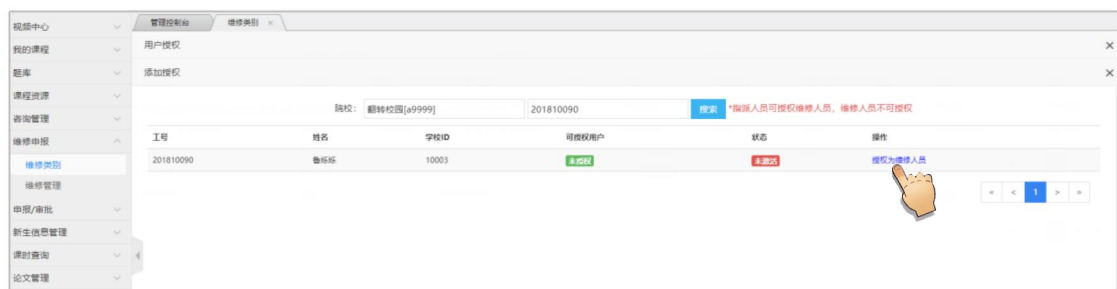 管理控制台 维修类别 ×
视频中心
我的课程
题库
课程资源
咨询管理
维修申报
维修类别
维修管理
申报/审批
新生信息管理
课时查询
论文管理
用户授权 ×
添加授权 ×
院校： 翻转校园[a9999] 201810090 搜索 *指派人员可授权维修人员，维修人员不可授权
工号 姓名 学校ID 可授权用户 状态 操作
201810090 鲁烁烁 10003 未授权 未激活 授权为维修人员
« < 1 > »